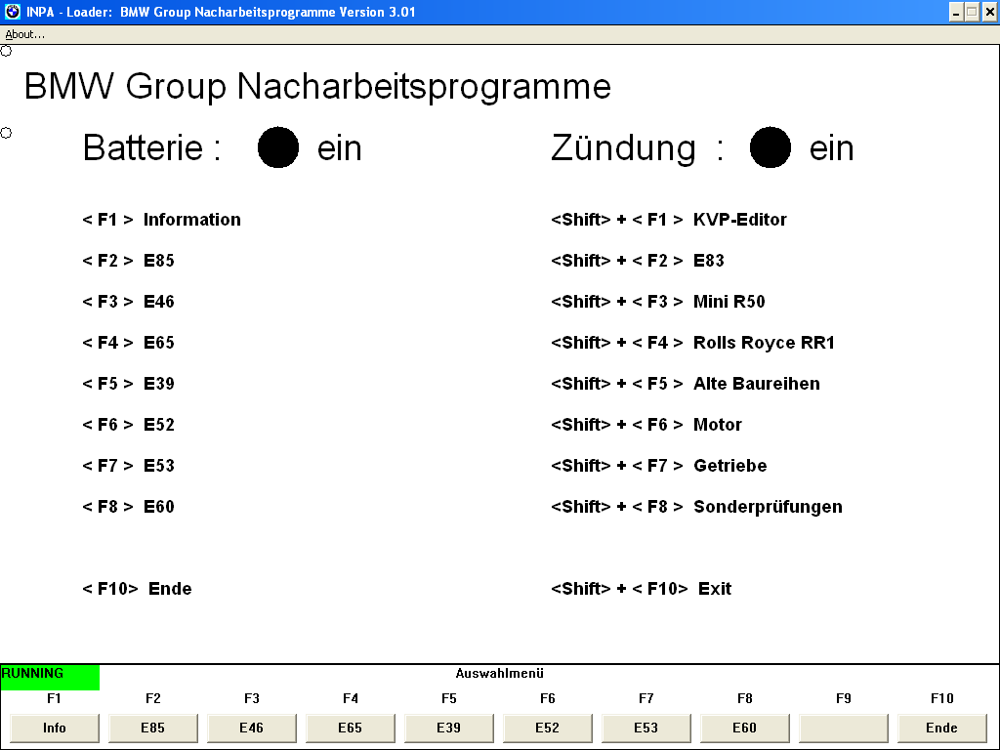 INPA - Loader: BMW Group Nacharbeitsprogramme Version 3.01
About...
BMW Group Nacharbeitsprogramme
Batterie : ein Zündung : ein
< F1 > Information <Shift> + < F1 > KVP-Editor
< F2 > E85 <Shift> + < F2 > E83
< F3 > E46 <Shift> + < F3 > Mini R50
< F4 > E65 <Shift> + < F4 > Rolls Royce RR1
< F5 > E39 <Shift> + < F5 > Alte Baureihen
< F6 > E52 <Shift> + < F6 > Motor
< F7 > E53 <Shift> + < F7 > Getriebe
< F8 > E60 <Shift> + < F8 > Sonderprüfungen
< F10> Ende <Shift> + < F10> Exit
RUNNING Auswahlmenü
F1 F2 F3 F4 F5 F6 F7 F8 F9 F10
Info E85 E46 E65 E39 E52 E53 E60 Ende